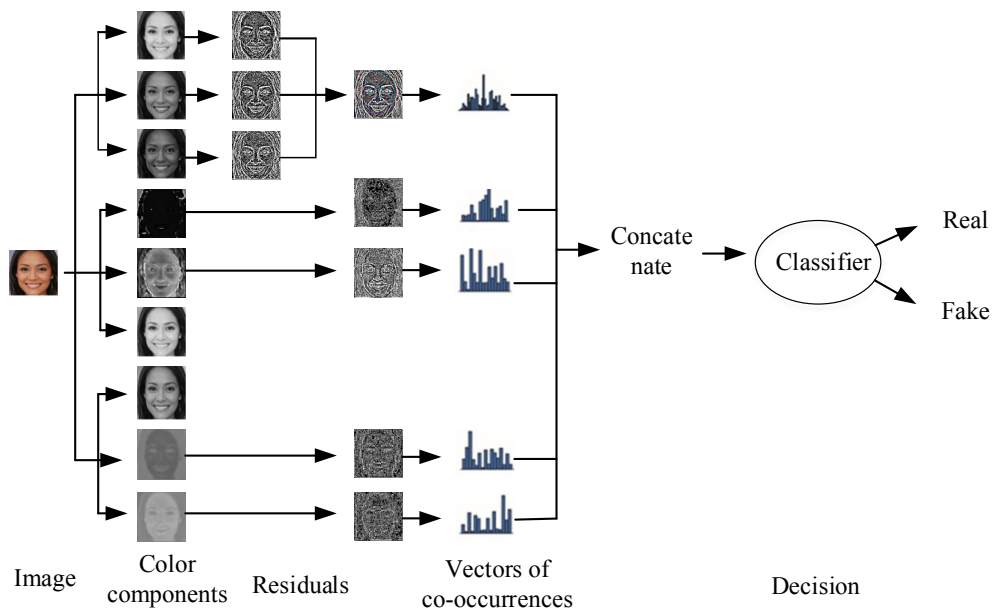 Concate
nate
Classifier
Real
Fake
Image
Color
components
Residuals
Vectors of
co-occurrences
Decision